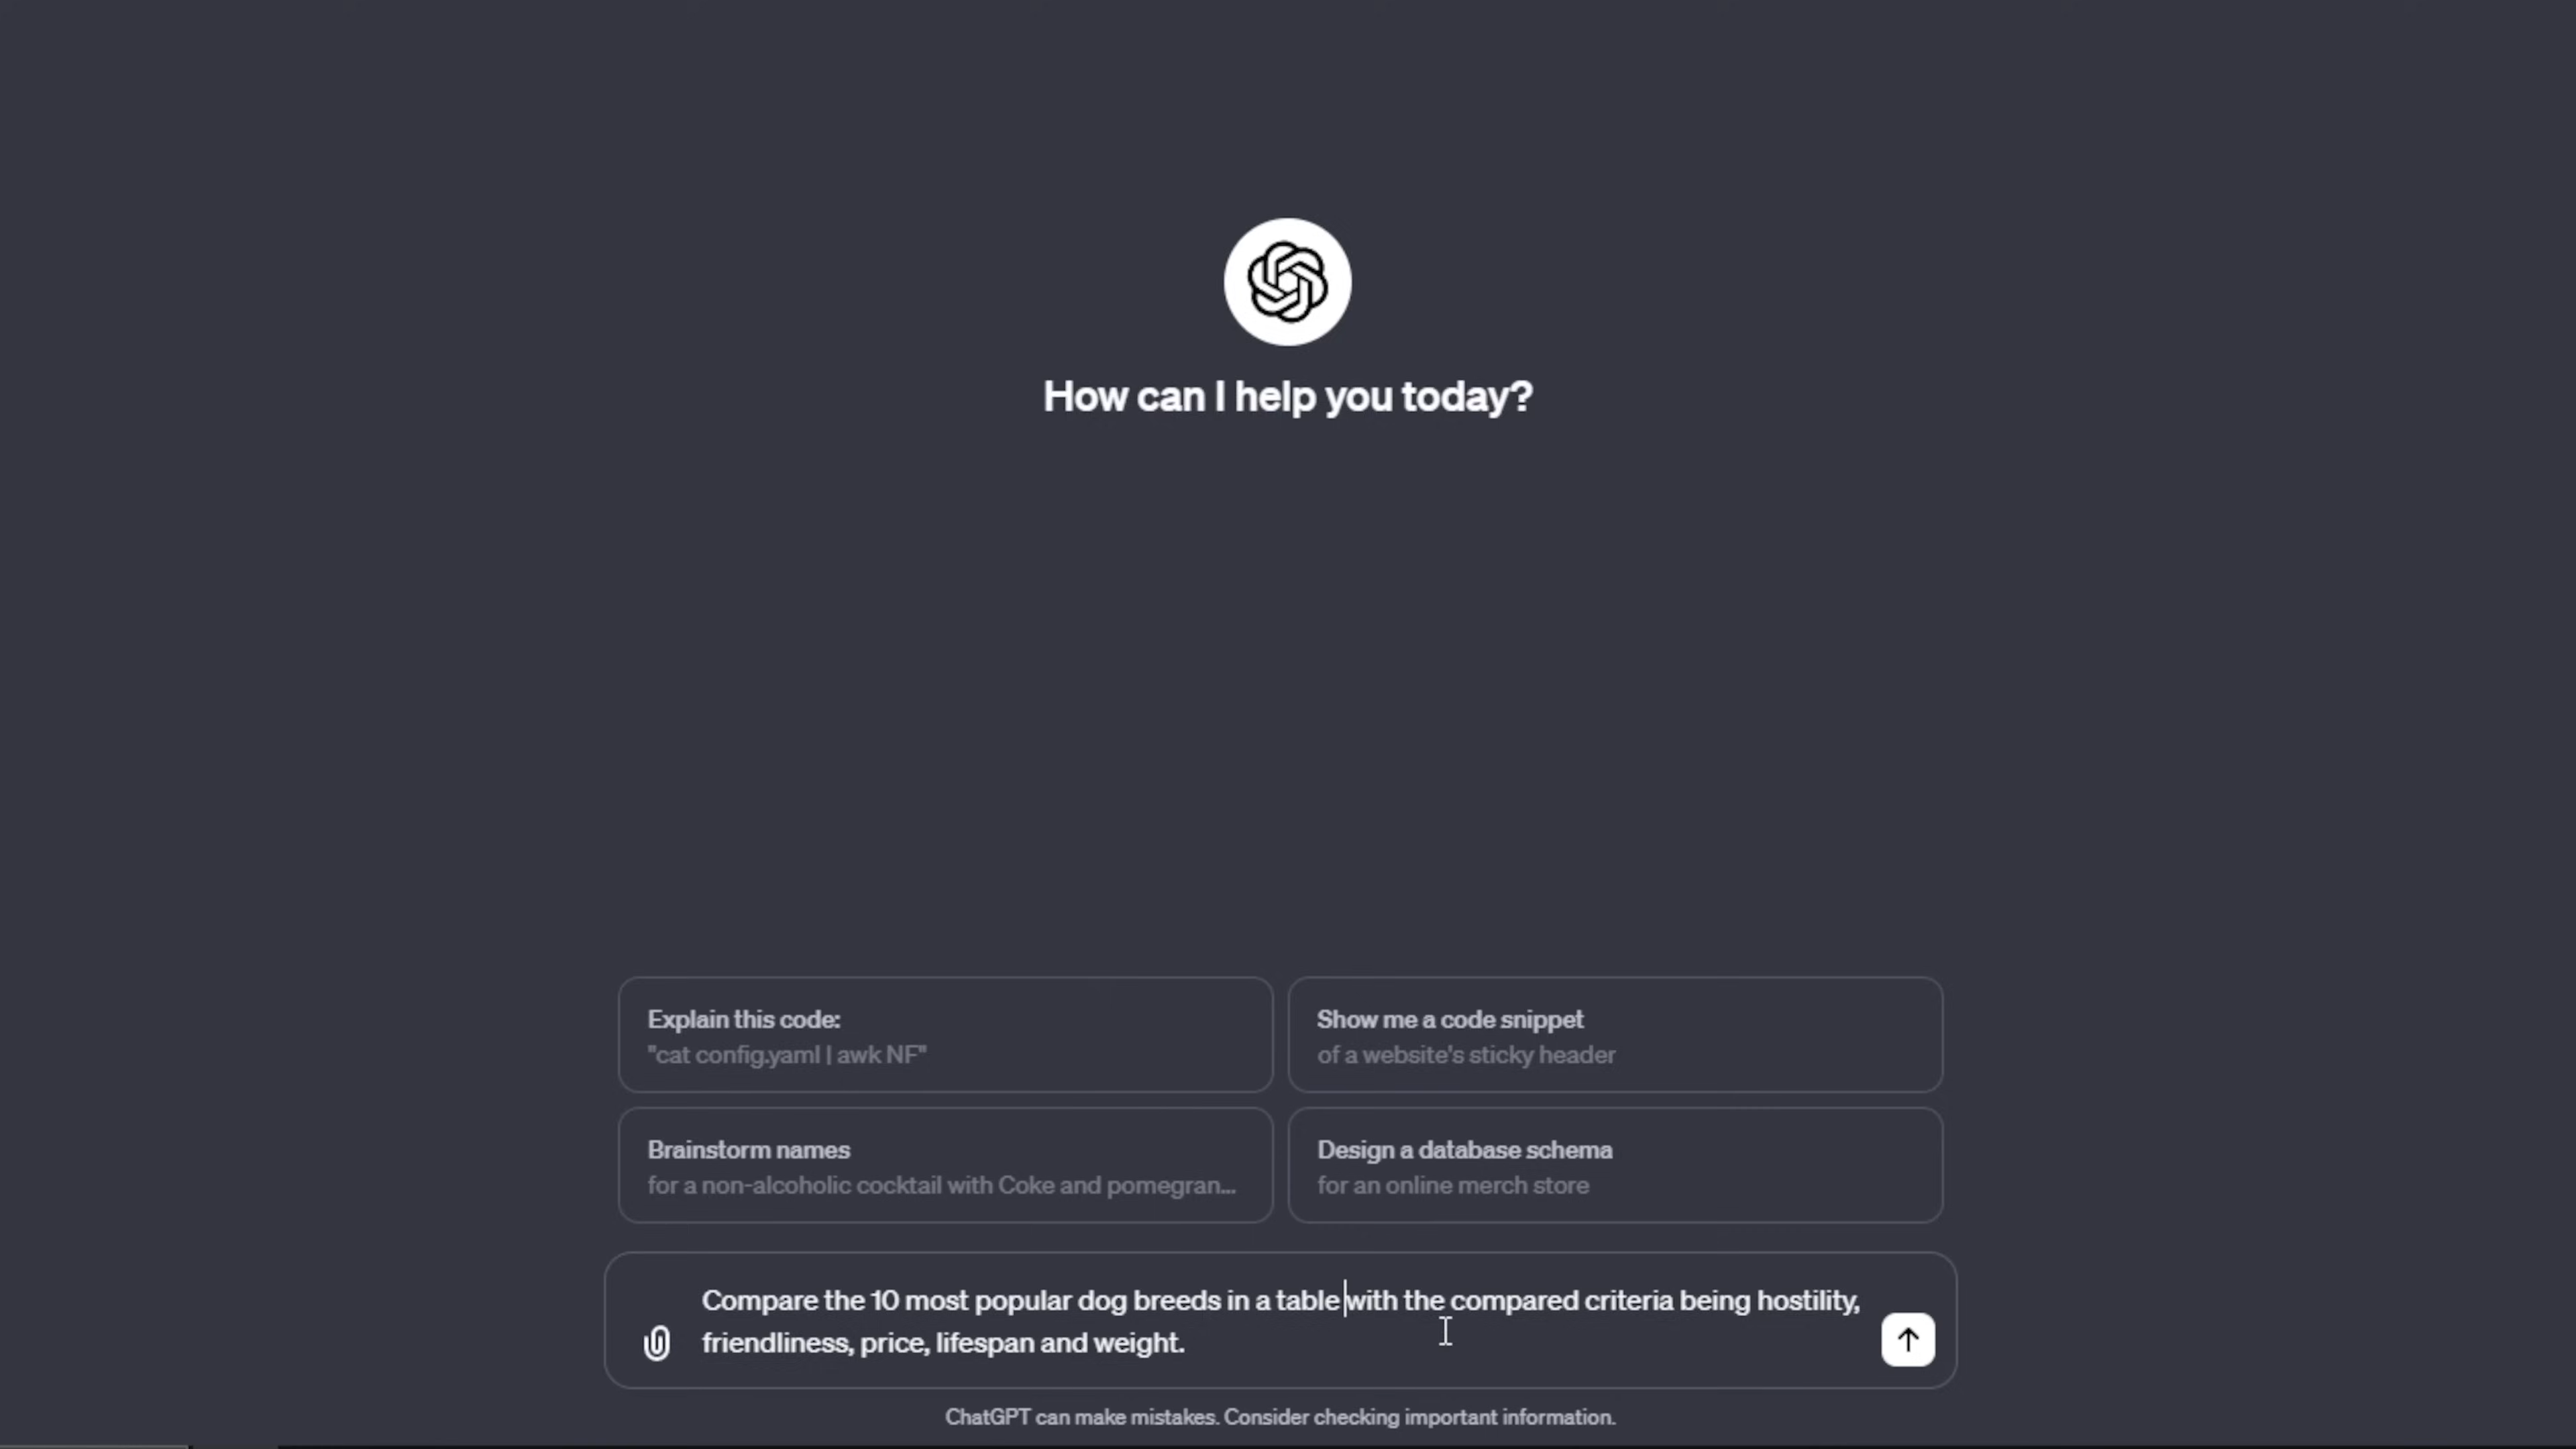 How can I help you today?
Explain this code:
"cat config.yaml | awk NF"
Show me a code snippet
of a website's sticky header
Brainstorm names
for a non-alcoholic cocktail with Coke and pomegran...
Design a database schema
for an online merch store
Compare the 10 most popular dog breeds in a table with the compared criteria being hostility,
friendliness, price, lifespan and weight.
ChatGPT can make mistakes. Consider checking important information.